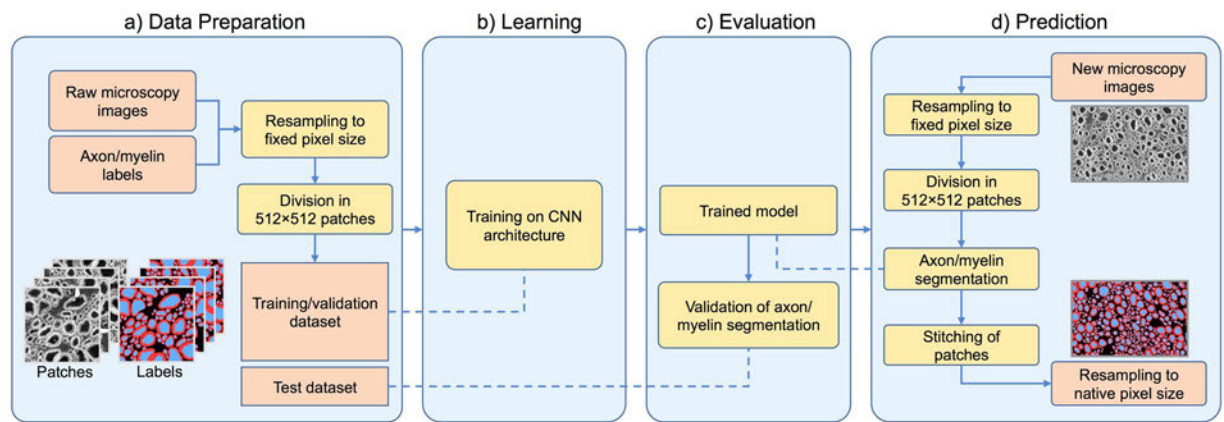 a) Data Preparation
Raw microscopy
images
Axon/myelin
labels
Resampling to
fixed pixel size
Division in
512×512 patches
Training/validation
dataset
Test dataset
Patches
Labels
b) Learning
Training on CNN
architecture
c) Evaluation
Trained model
Validation of axon/
myelin segmentation
d) Prediction
New microscopy
images
Resampling to
fixed pixel size
Division in
512×512 patches
Axon/myelin
segmentation
Stitching of
patches
Resampling to
native pixel size